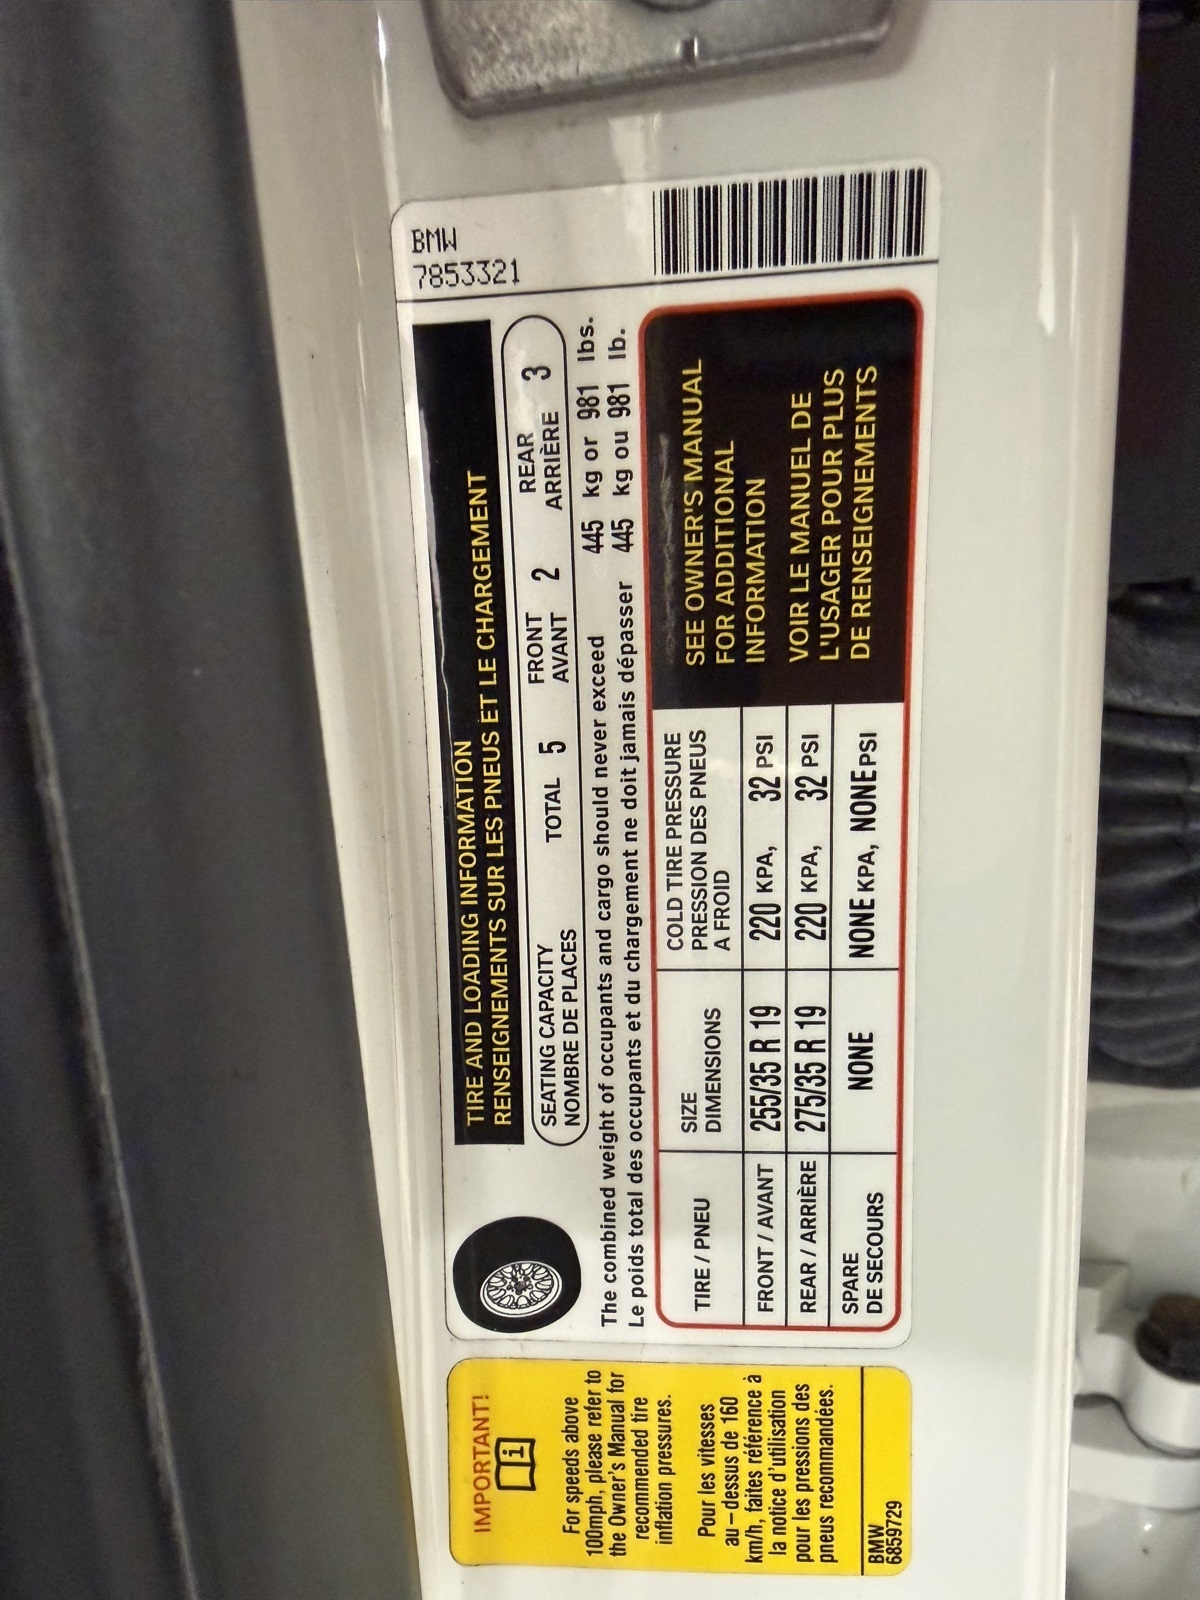 BMW
7853321
TIRE AND LOADING INFORMATION
RENSEIGNEMENTS SUR LES PNEUS ET LE CHARGEMENT
SEATING CAPACITY
NOMBRE DE PLACES
TOTAL 5
FRONT
AVANT 2
REAR
ARRIÈRE 3
The combined weight of occupants and cargo should never exceed 445 kg or 981 lbs.
Le poids total des occupants et du chargement ne doit jamais dépasser 445 kg ou 981 lb.
TIRE / PNEU
SIZE
DIMENSIONS
COLD TIRE PRESSURE
PRESSION DES PNEUS
A FROID
FRONT / AVANT 255/35 R 19 220 KPA, 32 PSI
REAR / ARRIÈRE 275/35 R 19 220 KPA, 32 PSI
SPARE
DE SECOURS NONE NONE KPA, NONE PSI
SEE OWNER'S MANUAL
FOR ADDITIONAL
INFORMATION
VOIR LE MANUEL DE
L'USAGER POUR PLUS
DE RENSEIGNEMENTS
IMPORTANT!
i
For speeds above
100mph, please refer to
the Owner's Manual for
recommended tire
inflation pressures.
Pour les vitesses
au-dessus de 160
km/h, faites référence à
la notice d'utilisation
pour les pressions des
pneus recommandées.
BMW
6859729